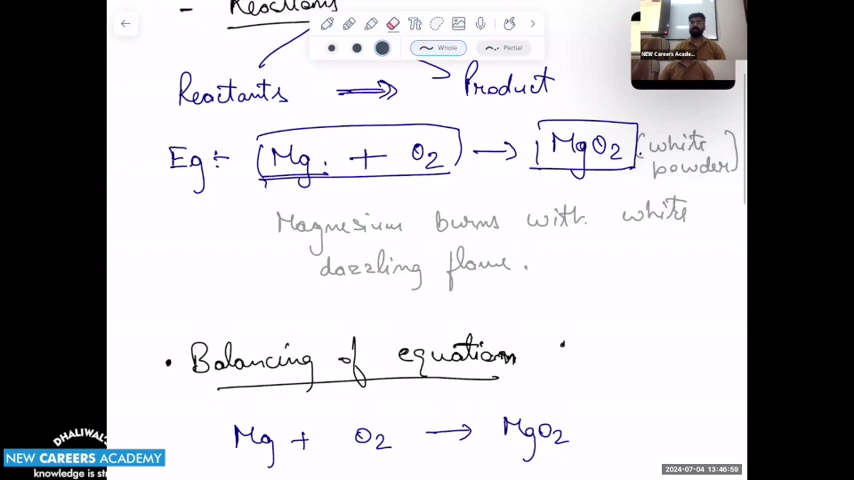 - Reactions
Tt
Whole
Partial
NEW Careers Acade...
Reactants ⟹ Product
Eg:- (Mg + O2) → MgO2 (white powder)
Magnesium burns with white
dazzling flame.
• Balancing of equation
Mg + O2 → MgO2
DHALIWAL'S
NEW CAREERS ACADEMY
knowledge is st
2024-07-04 13:46:59